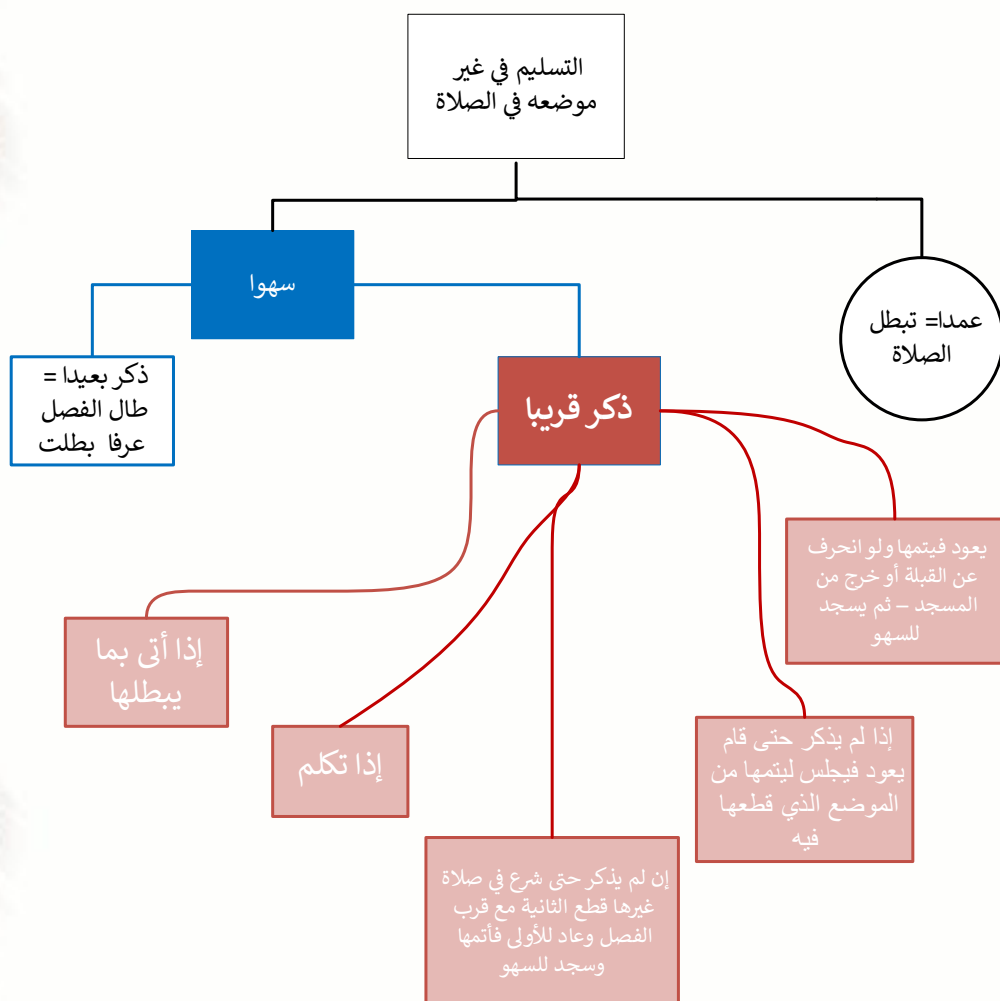 التسليم في غير
موضعه في الصلاة
عمدا= تبطل
الصلاة
سهوا
ذكر قريبا
ذكر بعيدا =
طال الفصل
عرفا بطلت
يعود فيتمها ولو انحرف
عن القبلة أو خرج من
المسجد – ثم يسجد
للسهو
إذا لم يذكر حتى قام
يعود فيجلس ليتمها من
الموضع الذي قطعها
فيه
إن لم يذكر حتى شرع في صلاة
غيرها قطع الثانية مع قرب
الفصل وعاد للأولى فأتمها
وسجد للسهو
إذا تكلم
إذا أتى بما
يبطلها